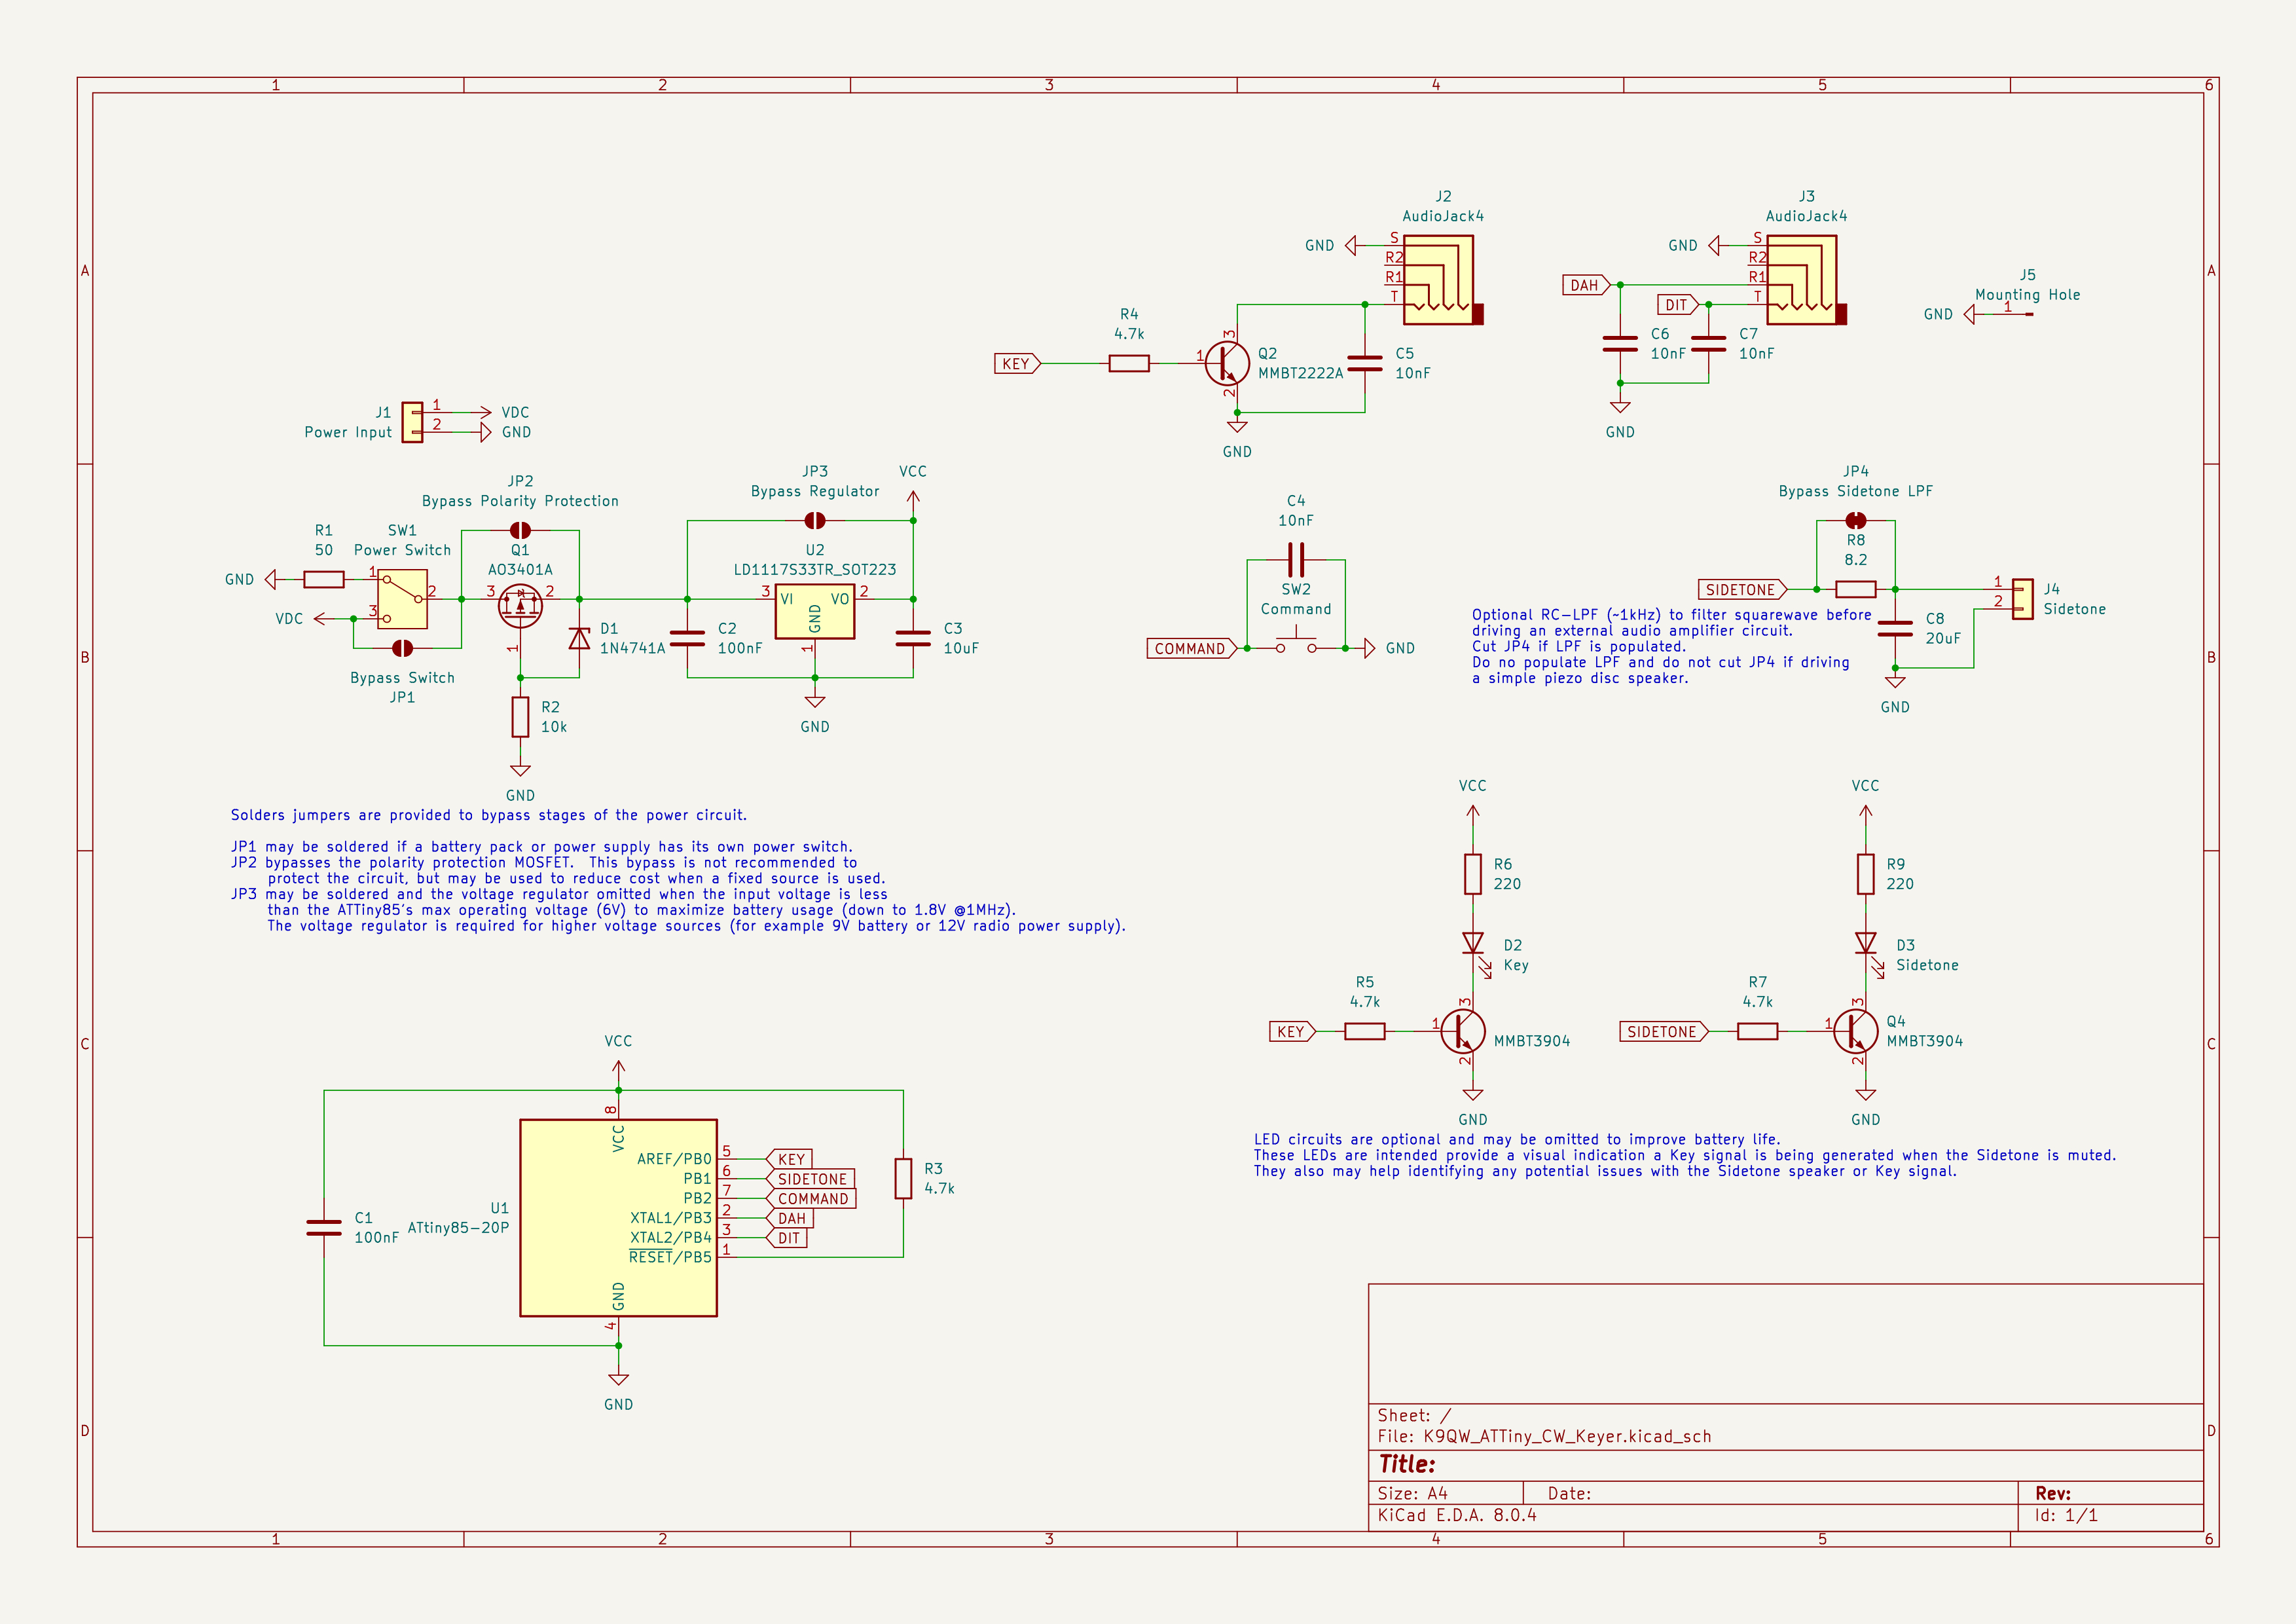 1 2 3 4 5 6
A
A
B
B
C
C
D
D
J2
AudioJack4
GND
S
R2
R1
T
R4
4.7k
KEY
1
3
2
Q2
MMBT2222A
C5
10nF
GND
J3
AudioJack4
GND
S
R2
R1
T
DAH
DIT
C6
10nF
C7
10nF
GND
J5
Mounting Hole
GND
1
J1
Power Input
1
2
VDC
GND
JP2
Bypass Polarity Protection
R1
50
GND
SW1
Power Switch
1
2
3
VDC
Bypass Switch
JP1
Q1
AO3401A
3
2
1
D1
1N4741A
R2
10k
GND
JP3
Bypass Regulator
VCC
U2
LD1117S33TR_SOT223
3
VI
VO
2
GND
1
C2
100nF
C3
10uF
GND
C4
10nF
SW2
Command
COMMAND
GND
JP4
Bypass Sidetone LPF
R8
8.2
SIDETONE
1
2
J4
Sidetone
C8
20uF
GND
Optional RC-LPF (~1kHz) to filter squarewave before
driving an external audio amplifier circuit.
Cut JP4 if LPF is populated.
Do no populate LPF and do not cut JP4 if driving
a simple piezo disc speaker.
Solders jumpers are provided to bypass stages of the power circuit.
JP1 may be soldered if a battery pack or power supply has its own power switch.
JP2 bypasses the polarity protection MOSFET.  This bypass is not recommended to
protect the circuit, but may be used to reduce cost when a fixed source is used.
JP3 may be soldered and the voltage regulator omitted when the input voltage is less
than the ATTiny85's max operating voltage (6V) to maximize battery usage (down to 1.8V @1MHz).
The voltage regulator is required for higher voltage sources (for example 9V battery or 12V radio power supply).
VCC
R6
220
D2
Key
R5
4.7k
KEY
1
3
2
MMBT3904
GND
VCC
R9
220
D3
Sidetone
R7
4.7k
SIDETONE
1
3
2
Q4
MMBT3904
GND
LED circuits are optional and may be omitted to improve battery life.
These LEDs are intended provide a visual indication a Key signal is being generated when the Sidetone is muted.
They also may help identifying any potential issues with the Sidetone speaker or Key signal.
VCC
8
VCC
AREF/PB0
5
KEY
PB1
6
SIDETONE
PB2
7
COMMAND
XTAL1/PB3
2
DAH
XTAL2/PB4
3
DIT
RESET/PB5
1
R3
4.7k
C1
100nF
U1
ATtiny85-20P
GND
4
GND
Sheet: /
File: K9QW_ATTiny_CW_Keyer.kicad_sch
Title:
Size: A4
Date:
Rev:
KiCad E.D.A. 8.0.4
Id: 1/1
1 2 3 4 5 6